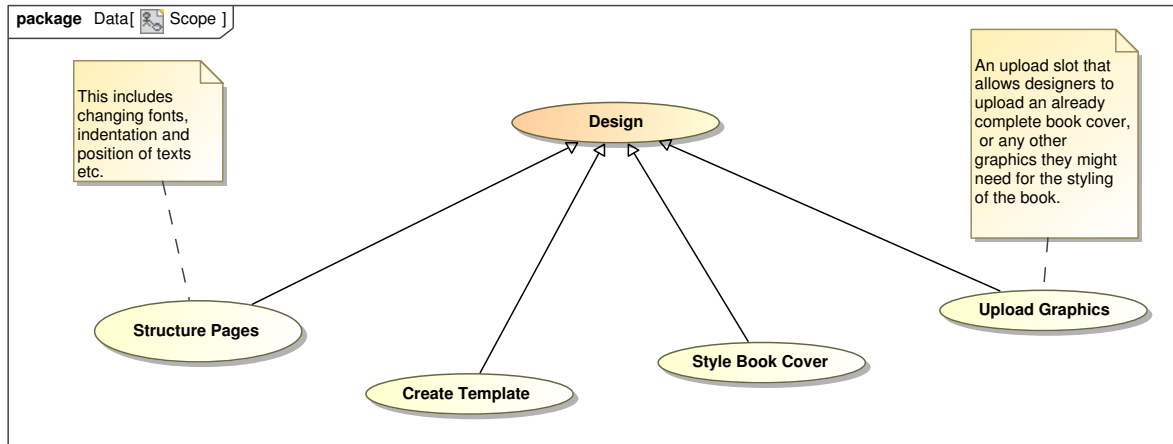 package Data[ Scope ]
This includes
changing fonts,
indentation and
position of texts
etc.
An upload slot that
allows designers to
upload an already
complete book cover,
or any other
graphics they might
need for the styling
of the book.
Design
Structure Pages
Create Template
Style Book Cover
Upload Graphics